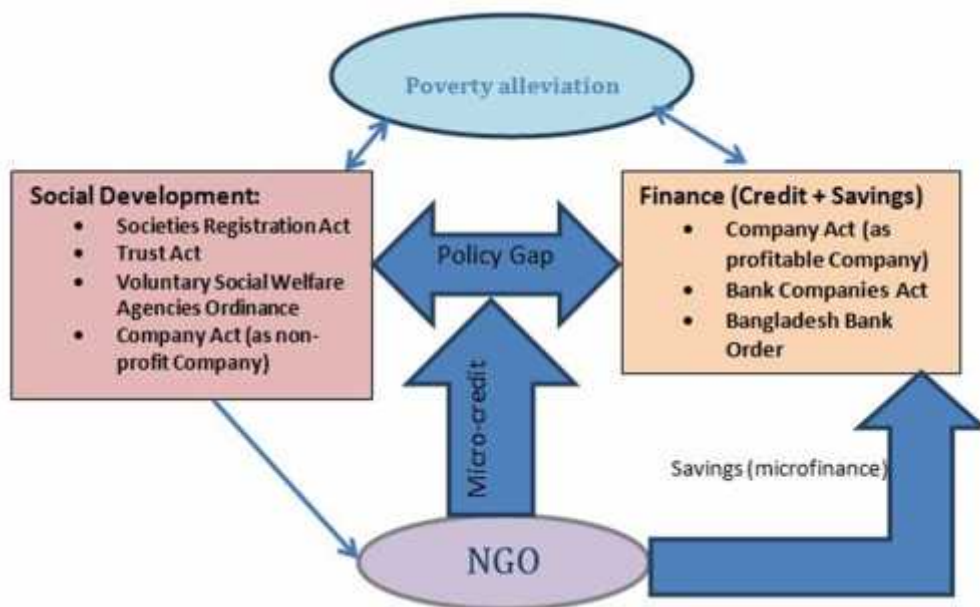 Poverty alleviation
Social Development:
• Societies Registration Act
• Trust Act
• Voluntary Social Welfare
Agencies Ordinance
• Company Act (as non-
profit Company)
Policy Gap
Finance (Credit + Savings)
• Company Act (as
profitable Company)
• Bank Companies Act
• Bangladesh Bank
Order
Micro-credit
Savings (microfinance)
NGO